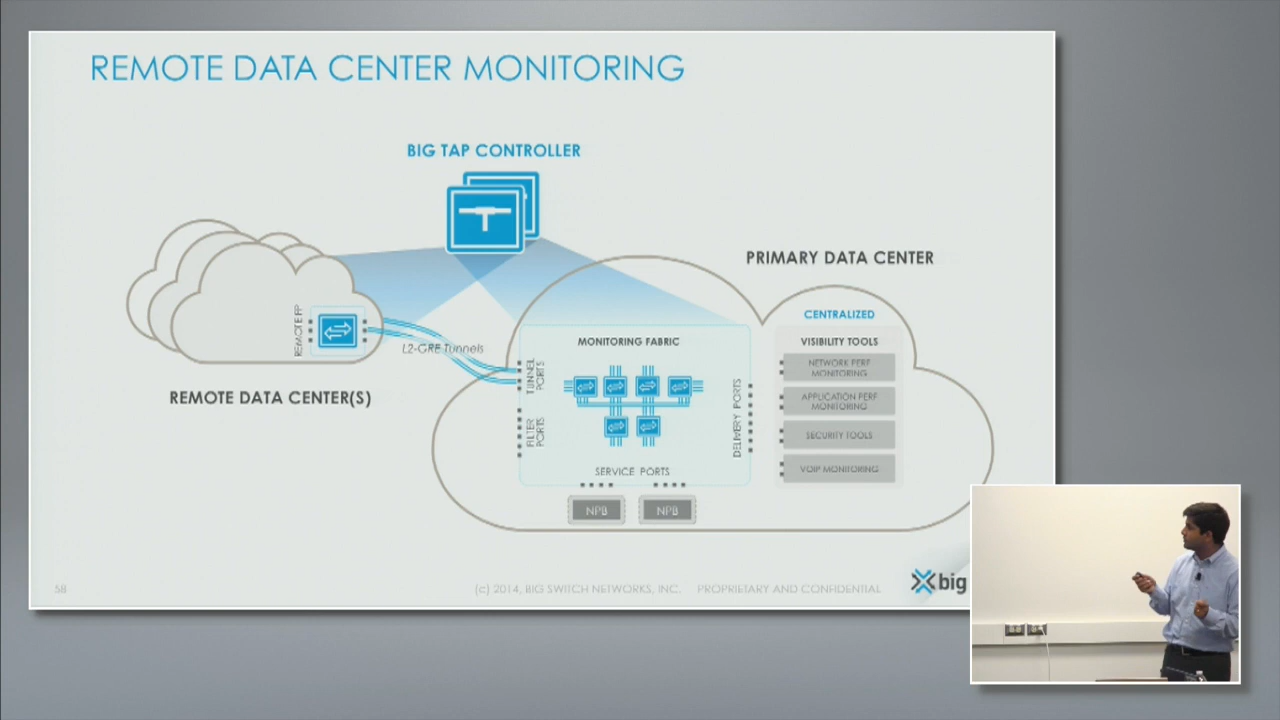 REMOTE DATA CENTER MONITORING
BIG TAP CONTROLLER
PRIMARY DATA CENTER
CENTRALIZED
VISIBILITY TOOLS
NETWORK PERF
MONITORING
APPLICATION PERF
MONITORING
SECURITY TOOLS
VOIP MONITORING
REMOTE FP
L2-GRE Tunnels
REMOTE DATA CENTER(S)
MONITORING FABRIC
TUNNEL
PORTS
FILTER
PORTS
DELIVERY PORTS
SERVICE PORTS
NPB
NPB
58
(c) 2014, BIG SWITCH NETWORKS, INC. PROPRIETARY AND CONFIDENTIAL
big